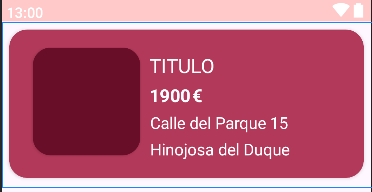 13:00
TITULO
1900€
Calle del Parque 15
Hinojosa del Duque